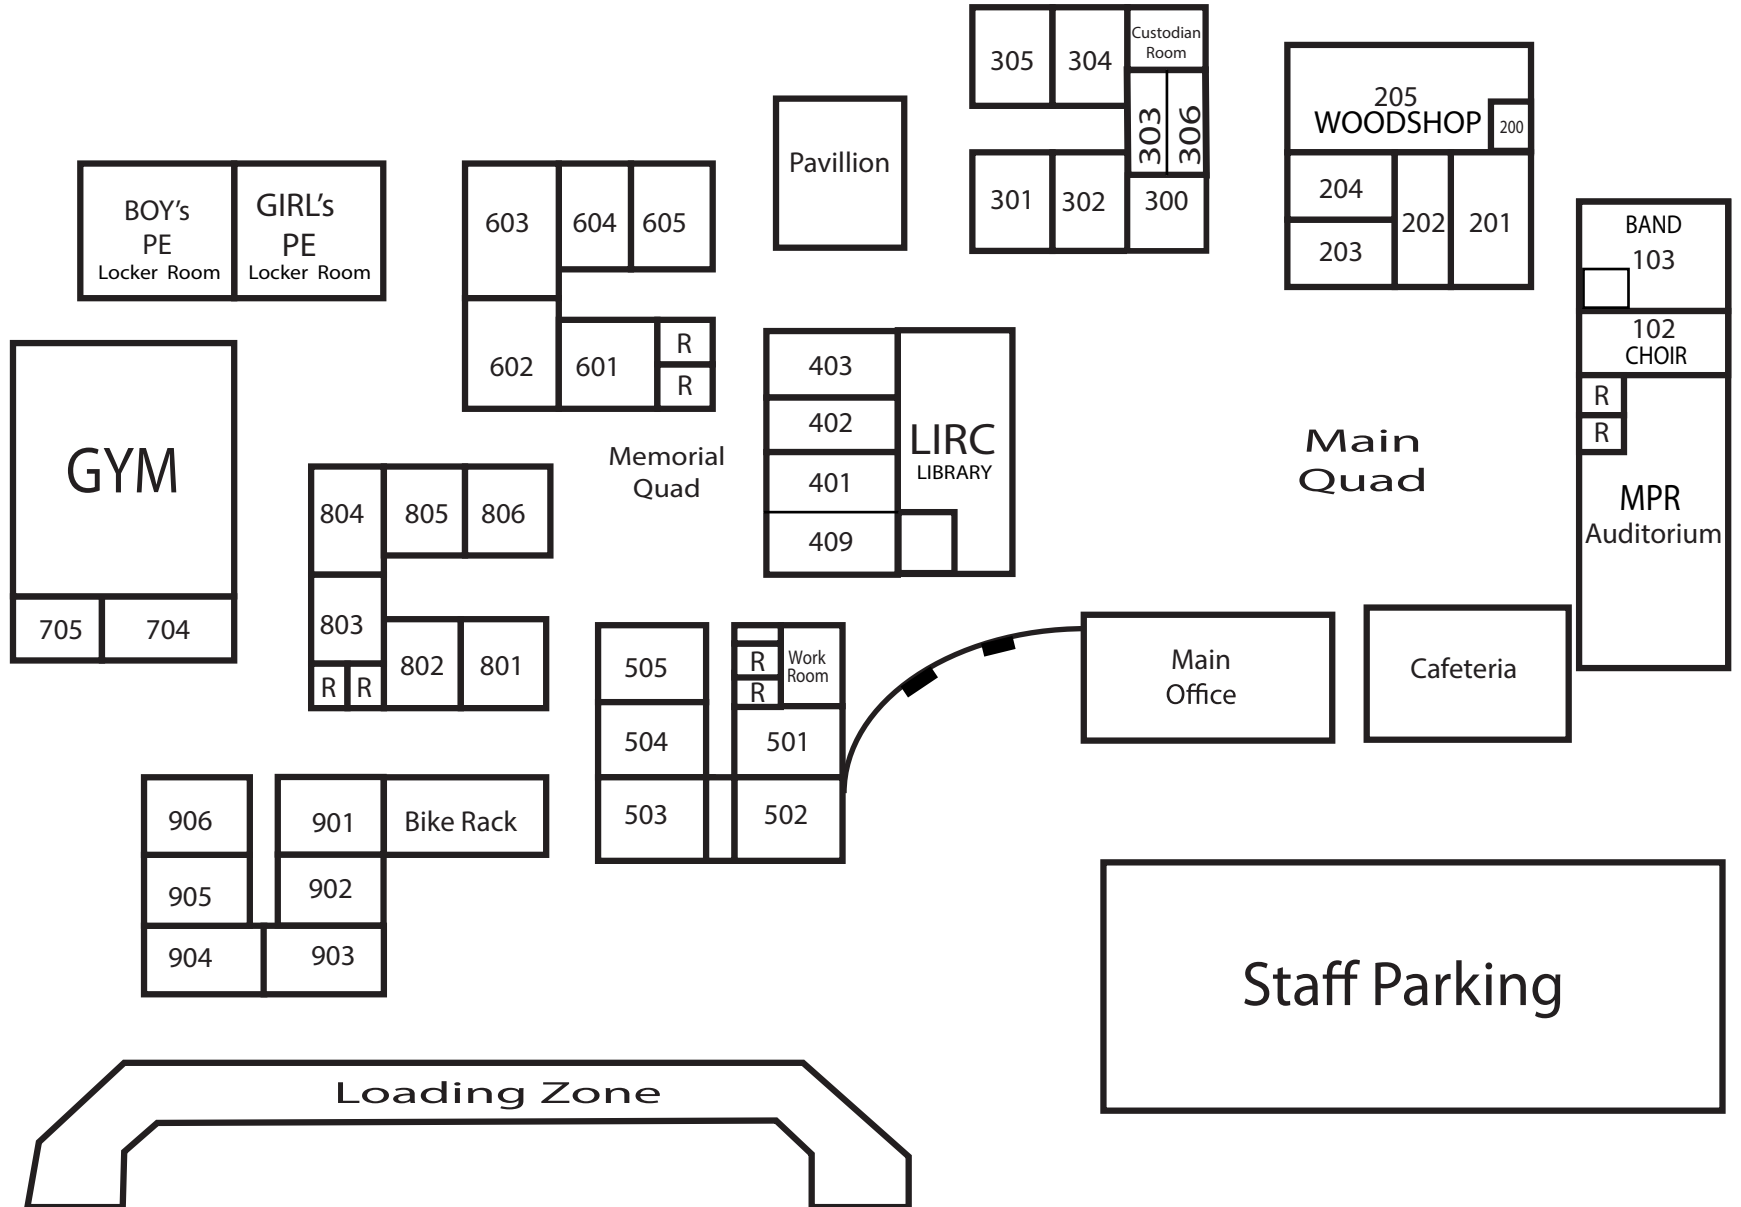 305
304
Custodian
Room
303
306
301
302
300
205
WOODSHOP
200
204
203
202
201
Pavillion
BOY's
PE
Locker Room
GIRL's
PE
Locker Room
603
604
605
602
601
R
R
BAND
103
102
CHOIR
R
R
MPR
Auditorium
GYM
705
704
403
402
401
409
LIRC
LIBRARY
Memorial
Quad
Main
Quad
804
805
806
803
R
R
802
801
505
504
503
R
R
Work
Room
501
502
Main
Office
Cafeteria
906
905
904
901
902
903
Bike Rack
Staff Parking
Loading Zone